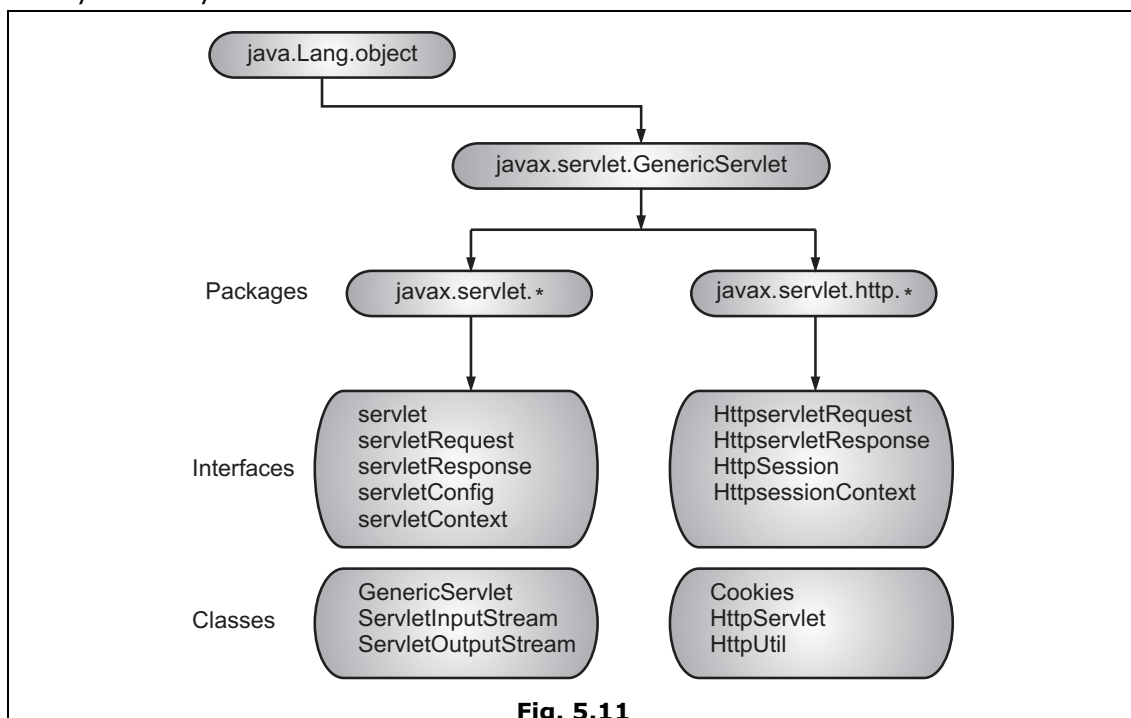 java.Lang.object
javax.servlet.GenericServlet
Packages
javax.servlet.*
javax.servlet.http.*
Interfaces
servlet
servletRequest
servletResponse
servletConfig
servletContext
HttpservletRequest
HttpservletResponse
HttpSession
HttpsessionContext
Classes
GenericServlet
ServletInputStream
ServletOutputStream
Cookies
HttpServlet
HttpUtil
Fig. 5.11